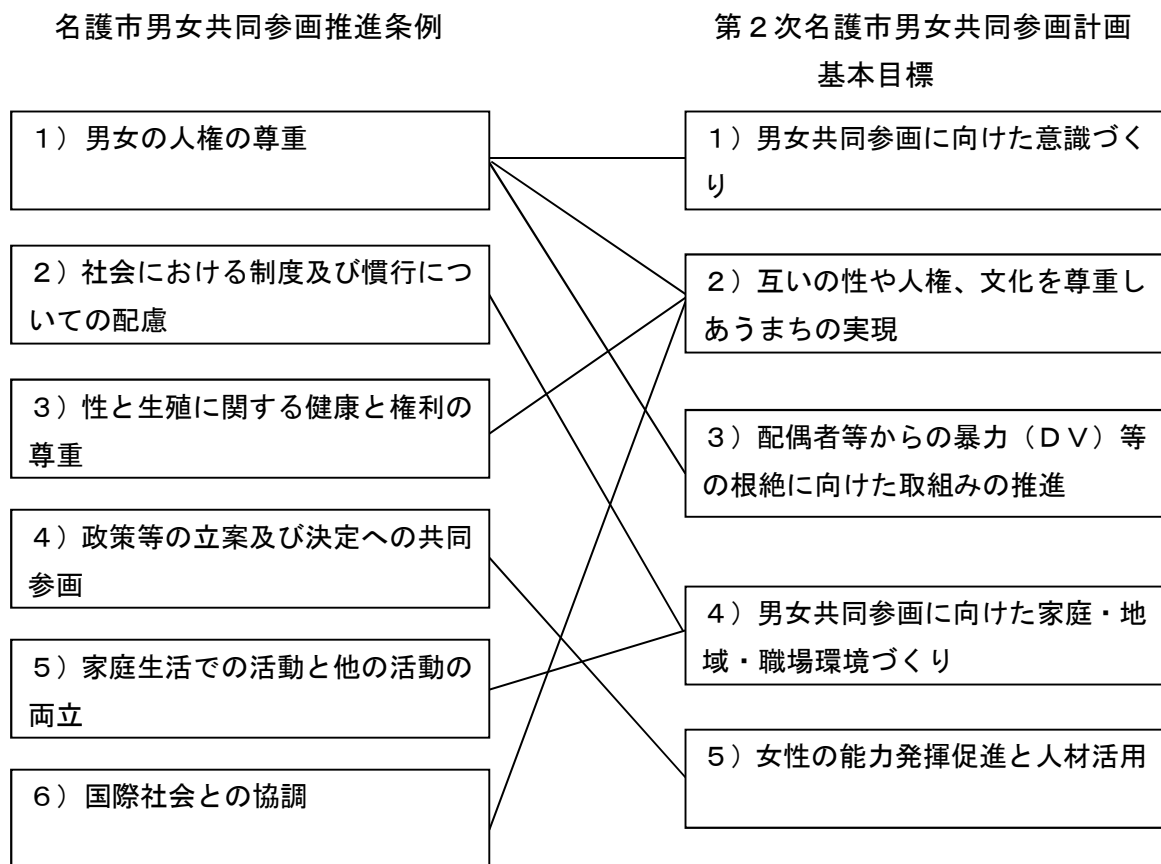 名護市男女共同参画推進条例
第２次名護市男女共同参画計画
基本目標
１）男女の人権の尊重
２）社会における制度及び慣行につ
いての配慮
３）性と生殖に関する健康と権利の
尊重
４）政策等の立案及び決定への共同
参画
５）家庭生活での活動と他の活動の
両立
６）国際社会との協調
１）男女共同参画に向けた意識づく
り
２）互いの性や人権、文化を尊重し
あうまちの実現
３）配偶者等からの暴力（ＤＶ）等
の根絶に向けた取組みの推進
４）男女共同参画に向けた家庭・地
域・職場環境づくり
５）女性の能力発揮促進と人材活用